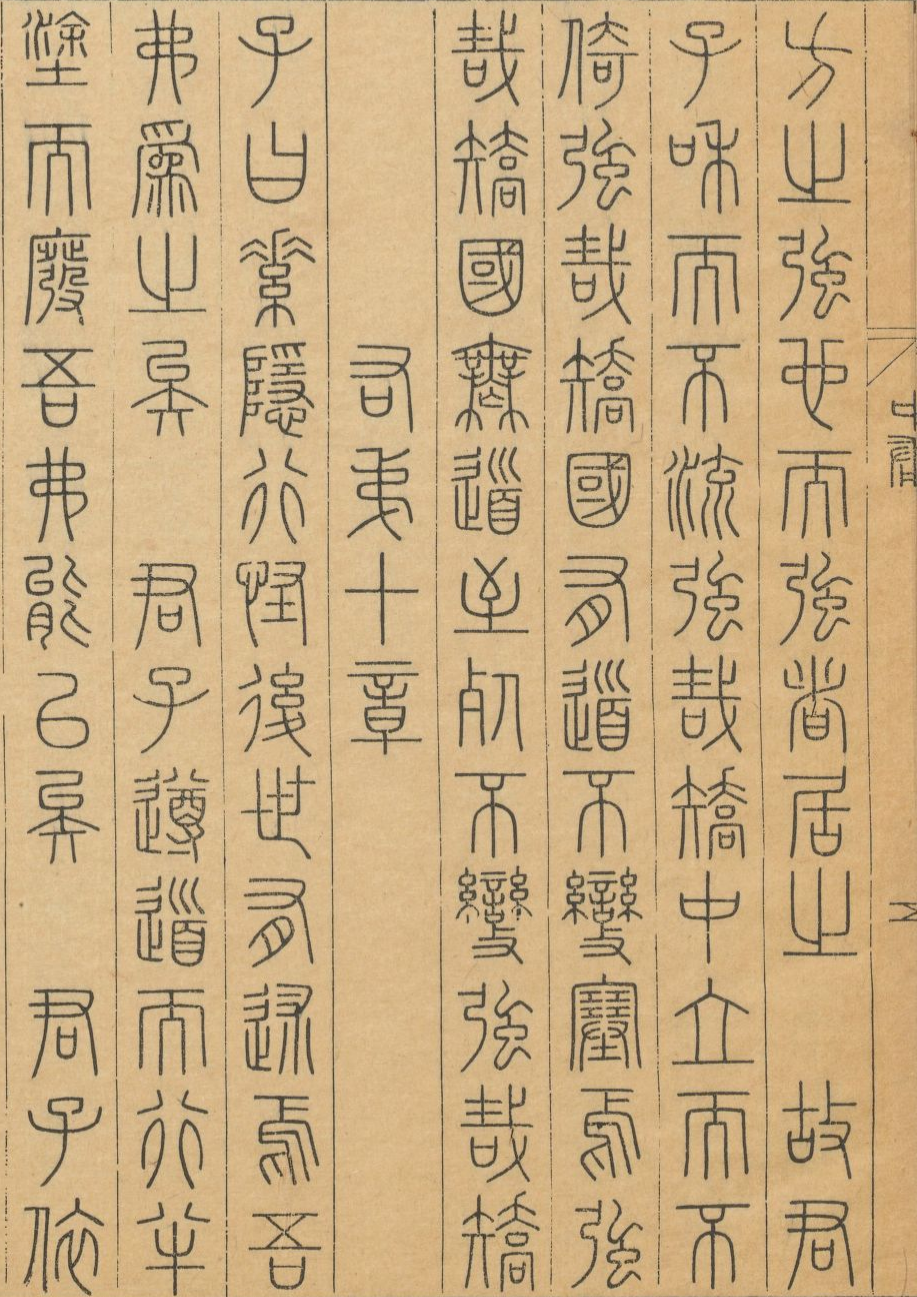 中庸
方之強也而強者居之 故君
子和而不流強哉矯中立而不
倚強哉矯國有道不變塞焉強
哉矯國無道至死不變強哉矯
右弟十章
子曰素隱行怪後世有述焉吾
弗爲之矣 君子遵道而行半
塗而廢吾弗能已矣 君子依